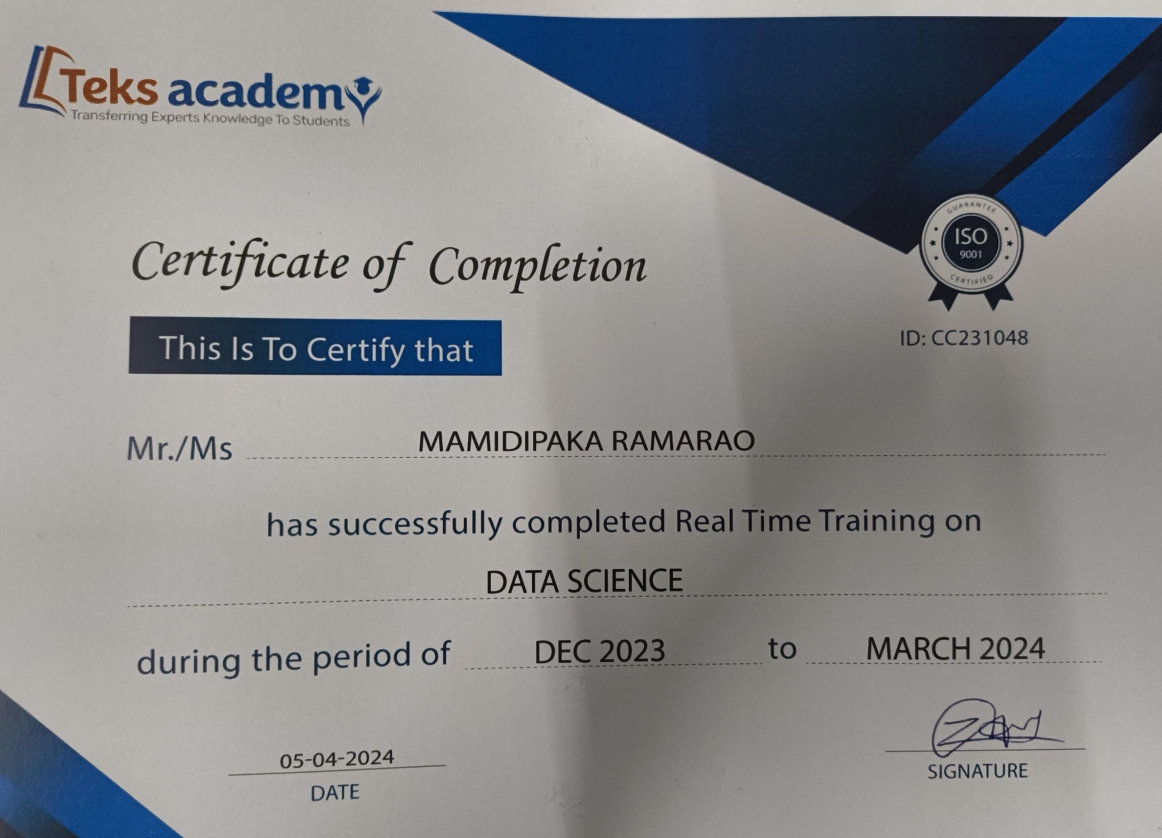 Teks academy
Transferring Experts Knowledge To Students
Certificate of Completion
GUARANTEE
ISO
9001
CERTIFIED
ID: CC231048
This Is To Certify that
Mr./Ms MAMIDIPAKA RAMARAO
has successfully completed Real Time Training on
DATA SCIENCE
during the period of DEC 2023 to MARCH 2024
05-04-2024
DATE
SIGNATURE